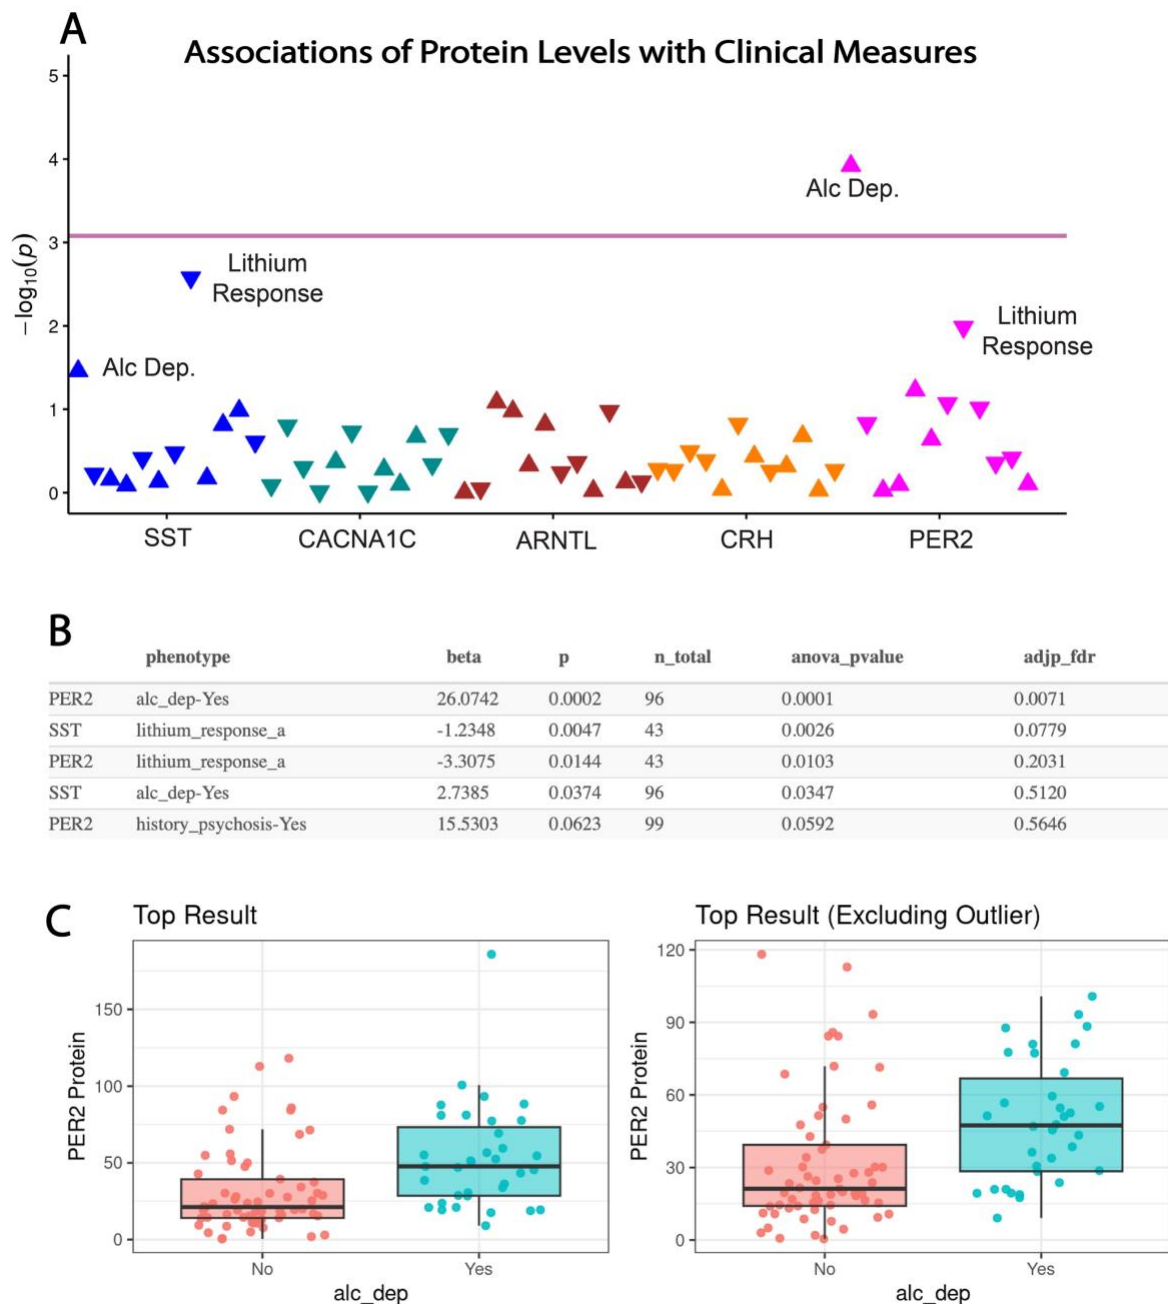 A
Associations of Protein Levels with Clinical Measures
5
4
3
2
1
0
−log₁₀(p)
Alc Dep.
Lithium
Response
Alc Dep.
Lithium
Response
SST CACNA1C ARNTL CRH PER2
B
phenotype beta p n_total anova_pvalue adjp_fdr
PER2 alc_dep-Yes 26.0742 0.0002 96 0.0001 0.0071
SST lithium_response_a -1.2348 0.0047 43 0.0026 0.0779
PER2 lithium_response_a -3.3075 0.0144 43 0.0103 0.2031
SST alc_dep-Yes 2.7385 0.0374 96 0.0347 0.5120
PER2 history_psychosis-Yes 15.5303 0.0623 99 0.0592 0.5646
C
Top Result
150
100
50
0
PER2 Protein
No Yes
alc_dep
Top Result (Excluding Outlier)
120
90
60
30
0
PER2 Protein
No Yes
alc_dep